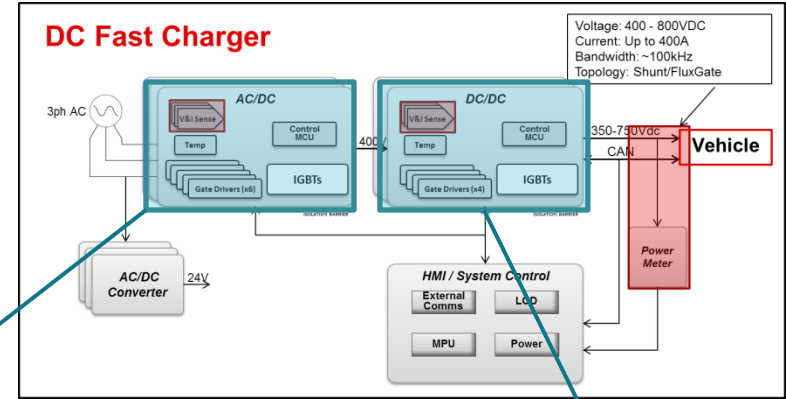 DC Fast Charger
Voltage: 400 - 800VDC
Current: Up to 400A
Bandwidth: ~100kHz
Topology: Shunt/FluxGate
3ph AC
AC/DC
V&I Sense
Temp
Control
MCU
Gate Drivers (x6)
IGBTs
ISOLATION BARRIER
400V
DC/DC
V&I Sense
Temp
Control
MCU
Gate Drivers (x4)
IGBTs
ISOLATION BARRIER
350-750Vdc
CAN
Vehicle
Power
Meter
AC/DC
Converter
24V
HMI / System Control
External
Comms
LCD
MPU
Power